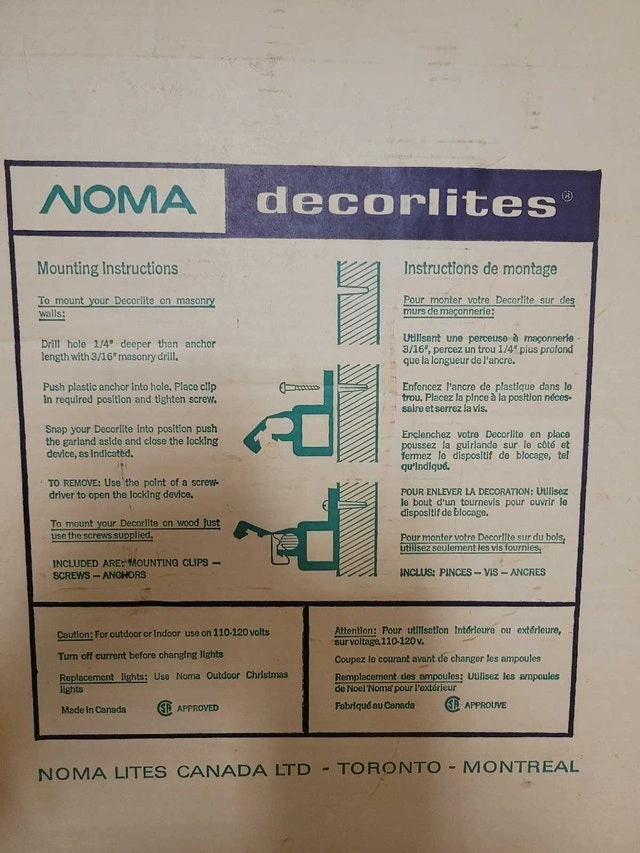 NOMA decorlites®
Mounting Instructions
To mount your Decorlite on masonry
walls:
Drill hole 1/4" deeper than anchor
length with 3/16" masonry drill.
Push plastic anchor into hole. Place clip
in required position and tighten screw.
Snap your Decorlite into position push
the garland aside and close the locking
device, as indicated.
TO REMOVE: Use the point of a screw-
driver to open the locking device.
To mount your Decorlite on wood just
use the screws supplied.
INCLUDED ARE: MOUNTING CLIPS –
SCREWS – ANCHORS
Instructions de montage
Pour monter votre Decorlite sur des
murs de maçonnerie:
Utilisant une perceuse à maçonnerie
3/16", percez un trou 1/4" plus profond
que la longueur de l'ancre.
Enfoncez l'ancre de plastique dans le
trou. Placez la pince à la position néces-
saire et serrez la vis.
Enclenchez votre Decorlite en place
poussez la guirlande sur le côté et
fermez le dispositif de blocage, tel
qu'indiqué.
POUR ENLEVER LA DECORATION: Utilisez
le bout d'un tournevis pour ouvrir le
dispositif de blocage.
Pour monter votre Decorlite sur du bois,
utilisez seulement les vis fournies.
INCLUS: PINCES – VIS – ANCRES
Caution: For outdoor or indoor use on 110-120 volts
Turn off current before changing lights
Replacement lights: Use Noma Outdoor Christmas
lights
Made in Canada SA APPROVED
Attention: Pour utilisation intérieure ou extérieure,
sur voltage 110-120 v.
Coupez le courant avant de changer les ampoules
Remplacement des ampoules: Utilisez les ampoules
de Noel 'Noma' pour l'extérieur
Fabriqué au Canada SA APPROUVE
NOMA LITES CANADA LTD - TORONTO - MONTREAL